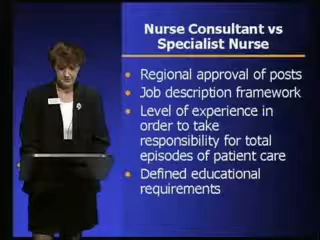 Nurse Consultant vs
Specialist Nurse
• Regional approval of posts
• Job description framework
• Level of experience in
order to take
responsibility for total
episodes of patient care
• Defined educational
requirements